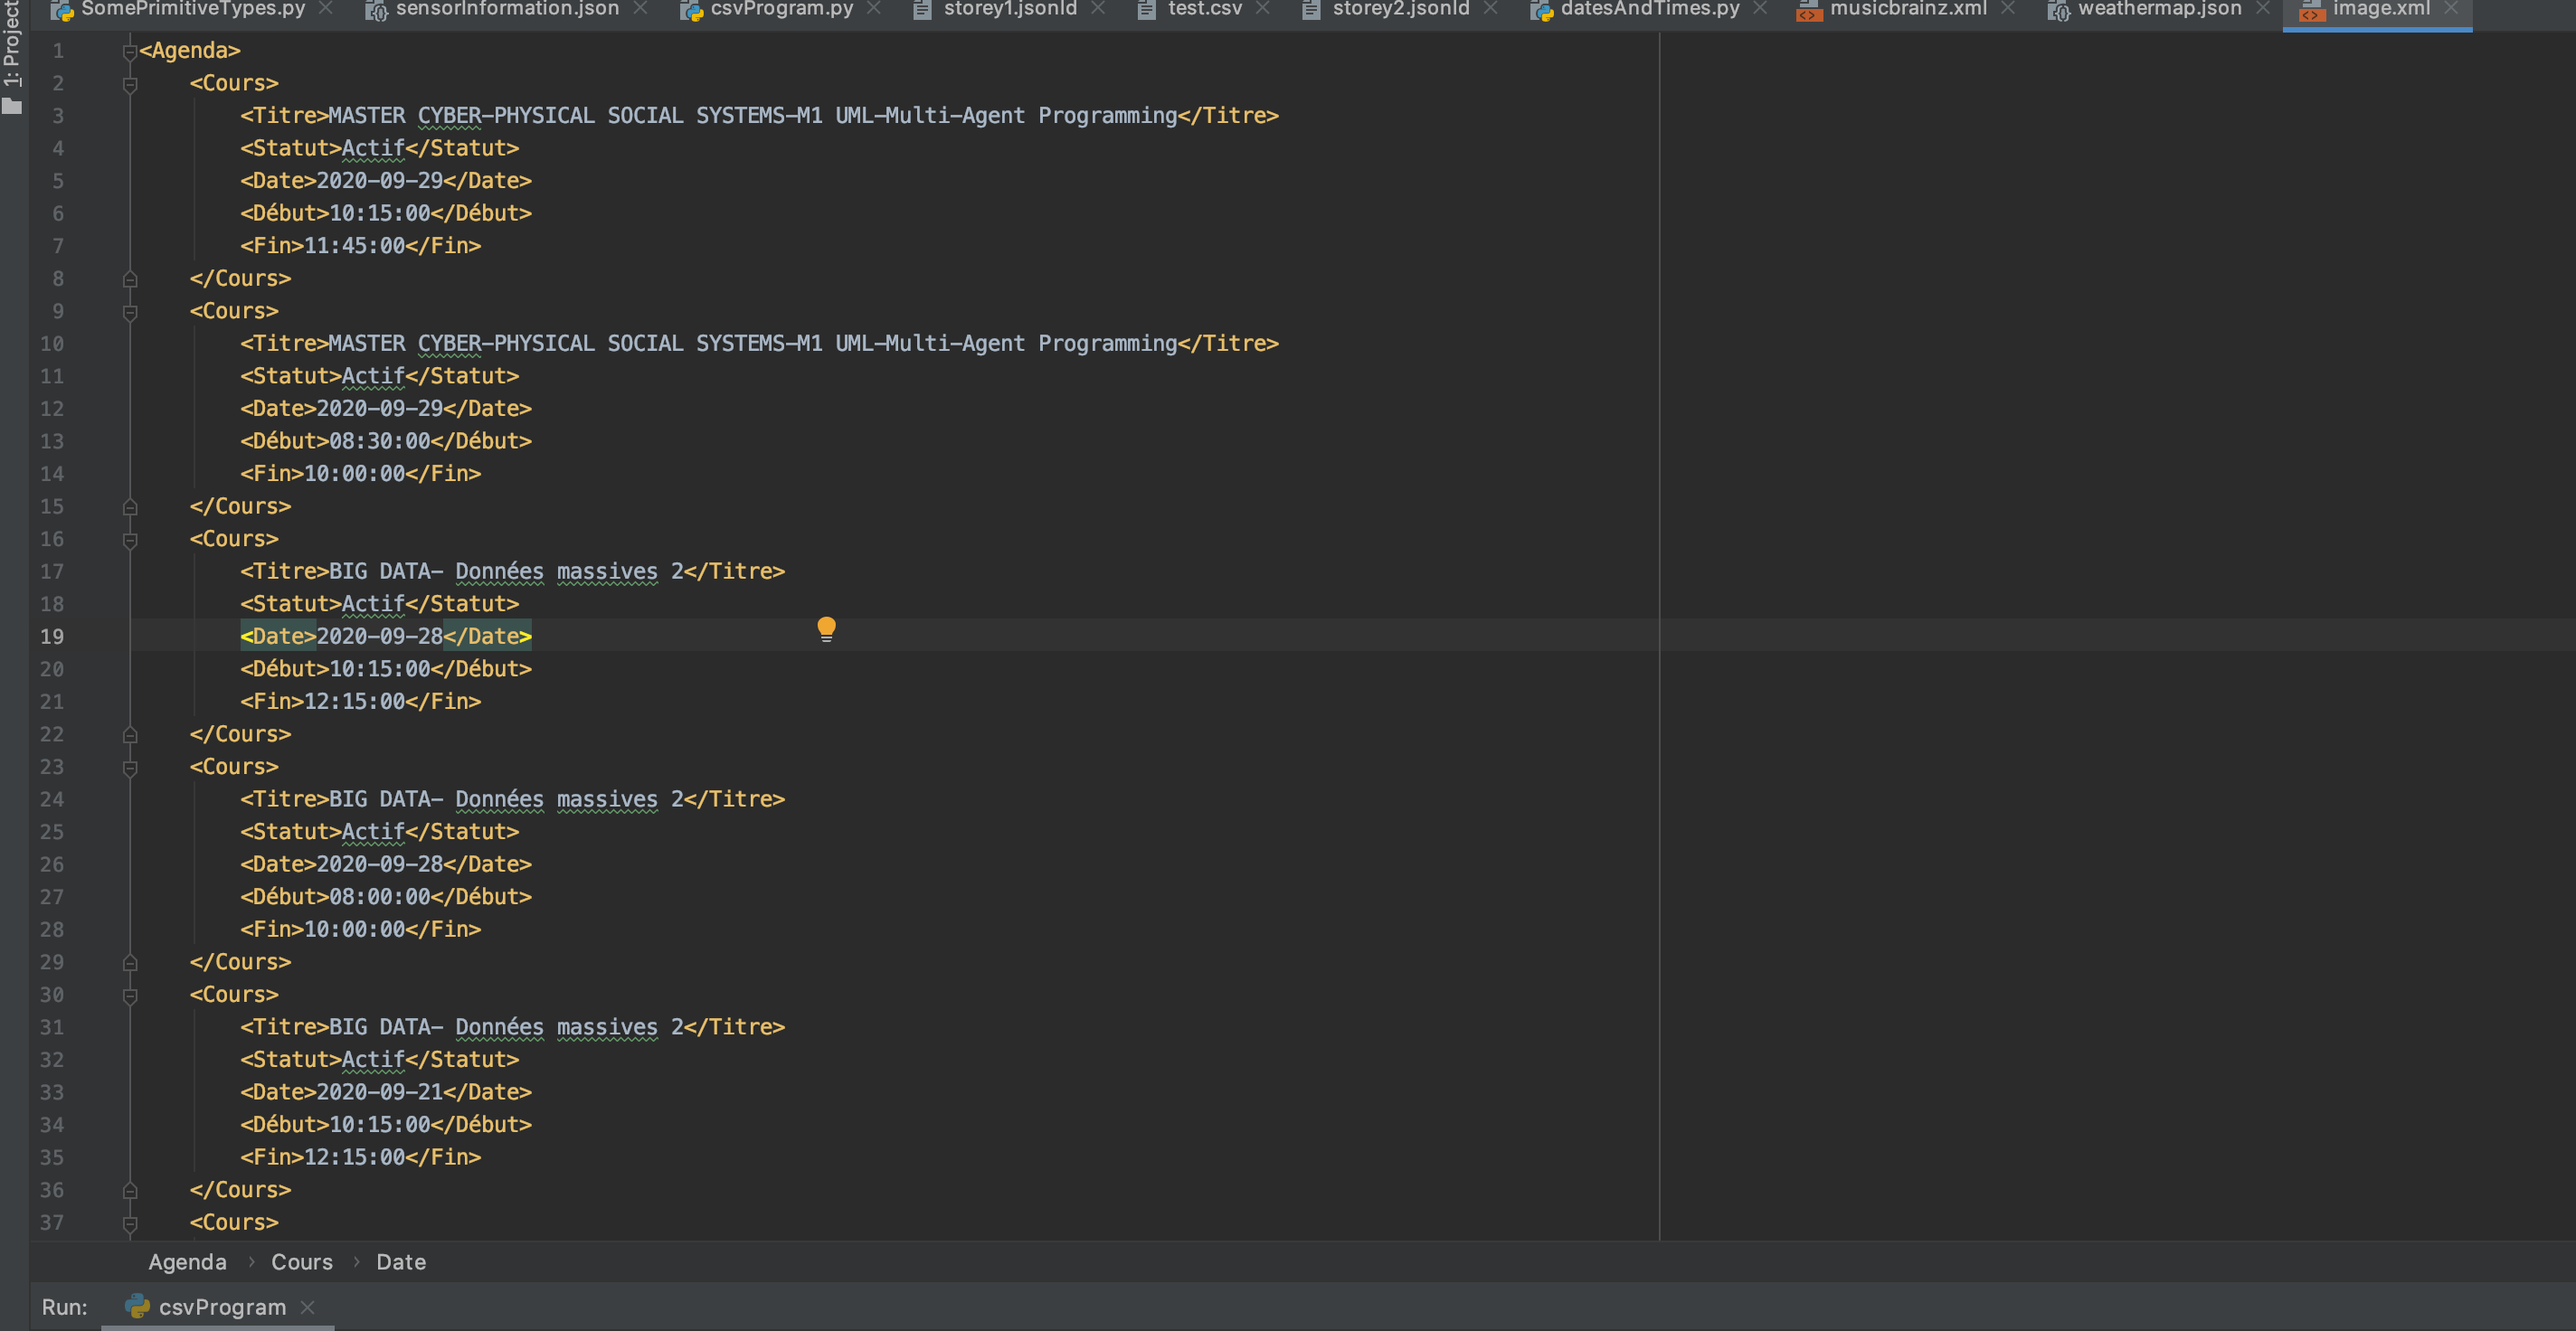 1: Project
SomePrimitiveTypes.py sensorInformation.json csvProgram.py storey1.jsonld test.csv storey2.jsonld datesAndTimes.py musicbrainz.xml weathermap.json image.xml
1 <Agenda>
2 <Cours>
3 <Titre>MASTER CYBER-PHYSICAL SOCIAL SYSTEMS-M1 UML-Multi-Agent Programming</Titre>
4 <Statut>Actif</Statut>
5 <Date>2020-09-29</Date>
6 <Début>10:15:00</Début>
7 <Fin>11:45:00</Fin>
8 </Cours>
9 <Cours>
10 <Titre>MASTER CYBER-PHYSICAL SOCIAL SYSTEMS-M1 UML-Multi-Agent Programming</Titre>
11 <Statut>Actif</Statut>
12 <Date>2020-09-29</Date>
13 <Début>08:30:00</Début>
14 <Fin>10:00:00</Fin>
15 </Cours>
16 <Cours>
17 <Titre>BIG DATA- Données massives 2</Titre>
18 <Statut>Actif</Statut>
19 <Date>2020-09-28</Date>
20 <Début>10:15:00</Début>
21 <Fin>12:15:00</Fin>
22 </Cours>
23 <Cours>
24 <Titre>BIG DATA- Données massives 2</Titre>
25 <Statut>Actif</Statut>
26 <Date>2020-09-28</Date>
27 <Début>08:00:00</Début>
28 <Fin>10:00:00</Fin>
29 </Cours>
30 <Cours>
31 <Titre>BIG DATA- Données massives 2</Titre>
32 <Statut>Actif</Statut>
33 <Date>2020-09-21</Date>
34 <Début>10:15:00</Début>
35 <Fin>12:15:00</Fin>
36 </Cours>
37 <Cours>
Agenda › Cours › Date
Run: csvProgram